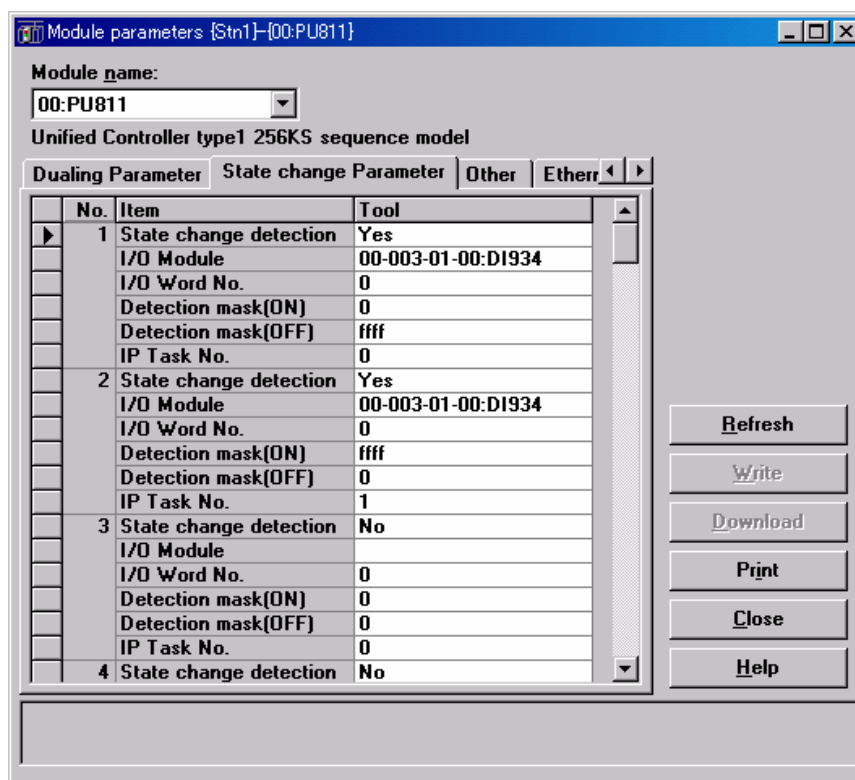 Module parameters {Stn1}-{00:PU811}
Module name:
00:PU811
Unified Controller type1 256KS sequence model
Dualing Parameter State change Parameter Other Etherr
No. Item Tool
1 State change detection Yes
I/O Module 00-003-01-00:DI934
I/O Word No. 0
Detection mask(ON) 0
Detection mask(OFF) ffff
IP Task No. 0
2 State change detection Yes
I/O Module 00-003-01-00:DI934
I/O Word No. 0
Detection mask(ON) ffff
Detection mask(OFF) 0
IP Task No. 1
3 State change detection No
I/O Module
I/O Word No. 0
Detection mask(ON) 0
Detection mask(OFF) 0
IP Task No. 0
4 State change detection No
Refresh
Write
Download
Print
Close
Help